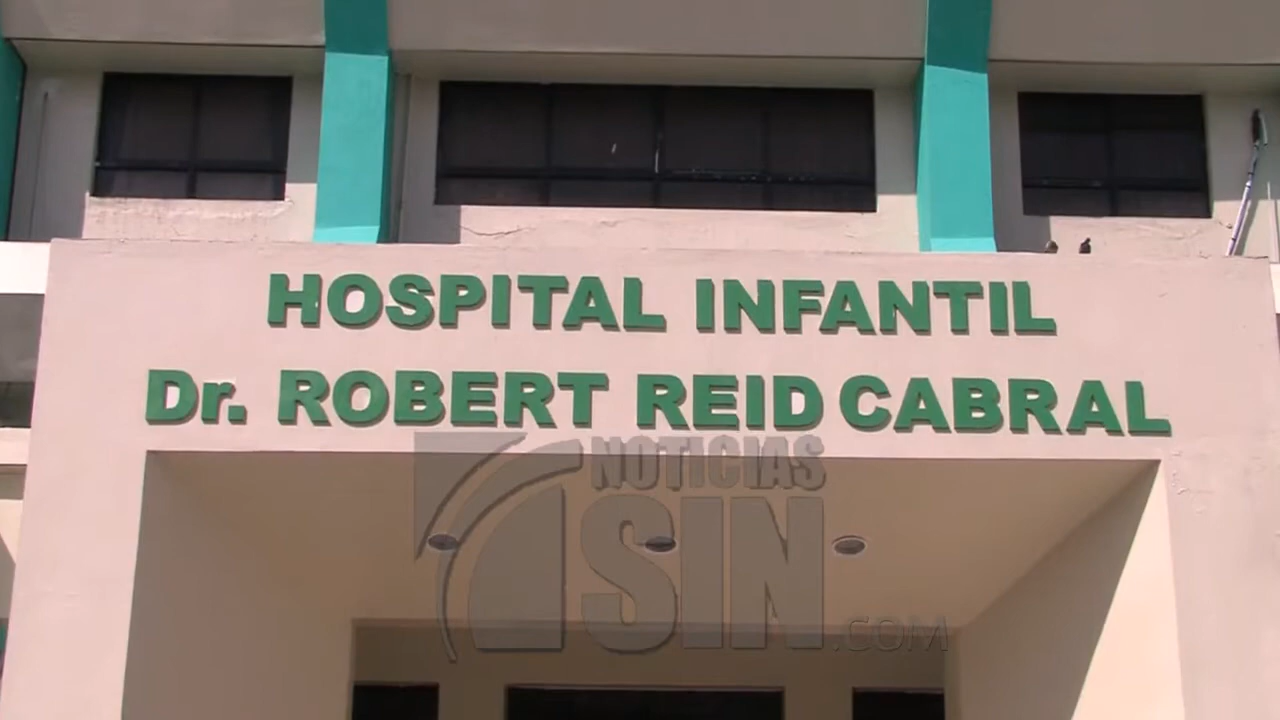 HOSPITAL INFANTIL
Dr. ROBERT REID CABRAL
NOTICIAS
SIN
.COM